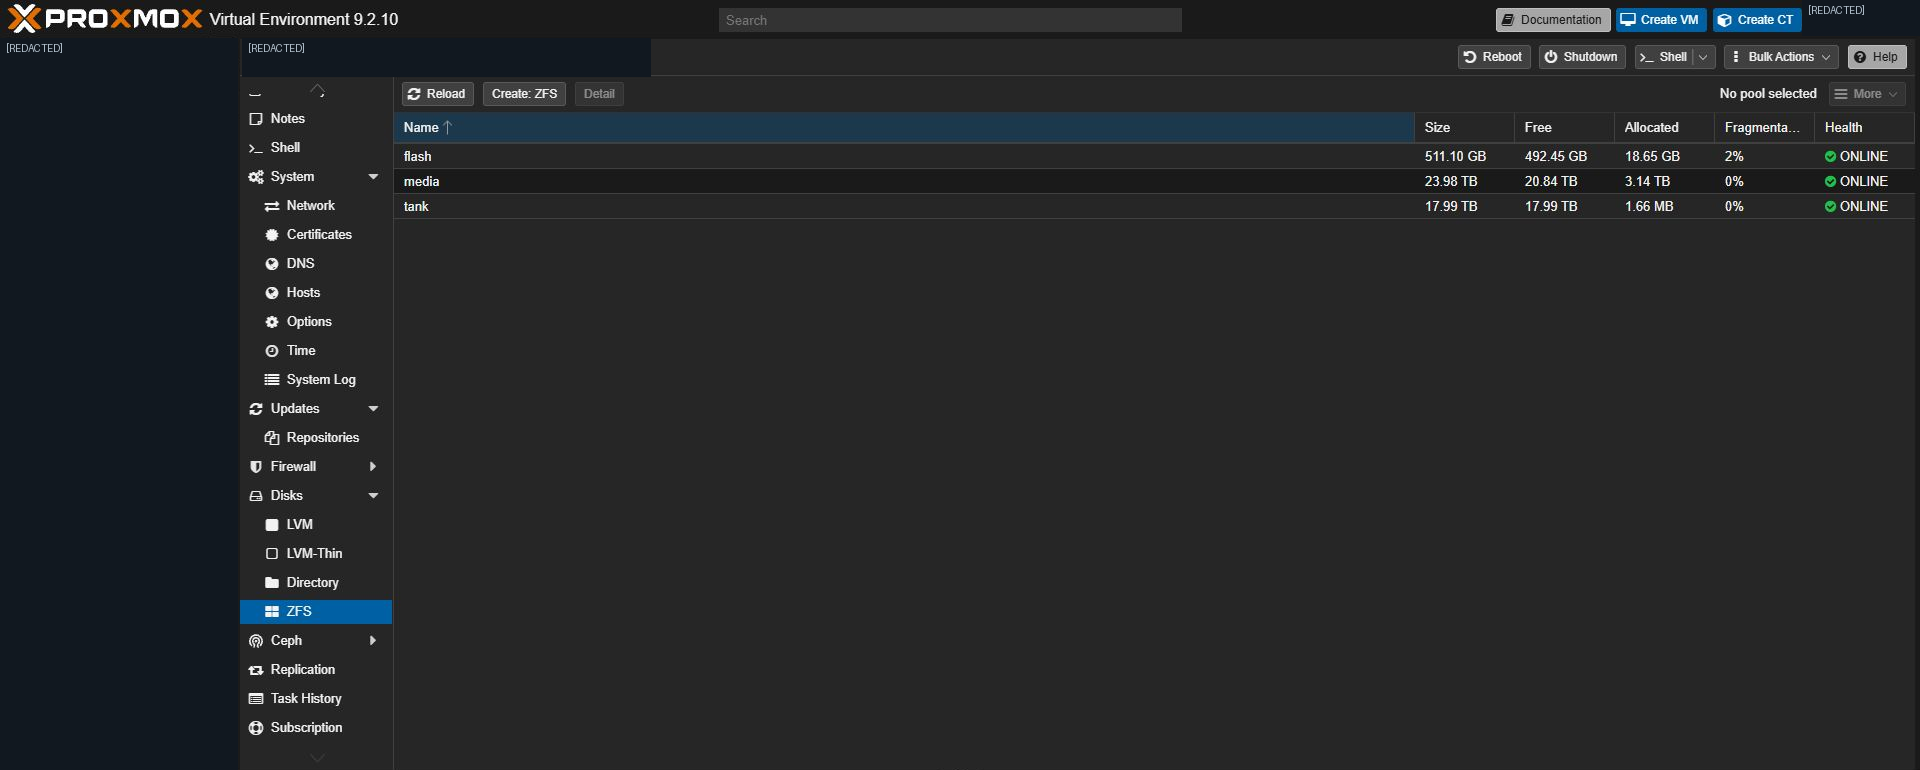 PROXMOX Virtual Environment 9.2.10
Search
Documentation
Create VM
Create CT
[REDACTED]
[REDACTED]
[REDACTED]
Reboot
Shutdown
Shell
Bulk Actions
Help
Notes
Shell
System
Network
Certificates
DNS
Hosts
Options
Time
System Log
Updates
Repositories
Firewall
Disks
LVM
LVM-Thin
Directory
ZFS
Ceph
Replication
Task History
Subscription
Reload
Create: ZFS
Detail
No pool selected
More
Name Size Free Allocated Fragmenta... Health
flash 511.10 GB 492.45 GB 18.65 GB 2% ONLINE
media 23.98 TB 20.84 TB 3.14 TB 0% ONLINE
tank 17.99 TB 17.99 TB 1.66 MB 0% ONLINE